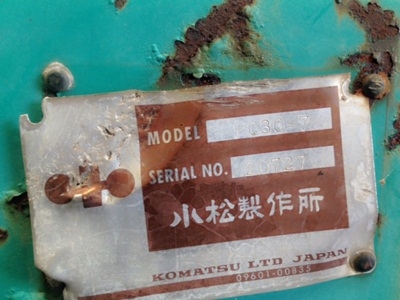 MODEL
SERIAL NO.
小松製作所
KOMATSU LTD JAPAN
09601-00835